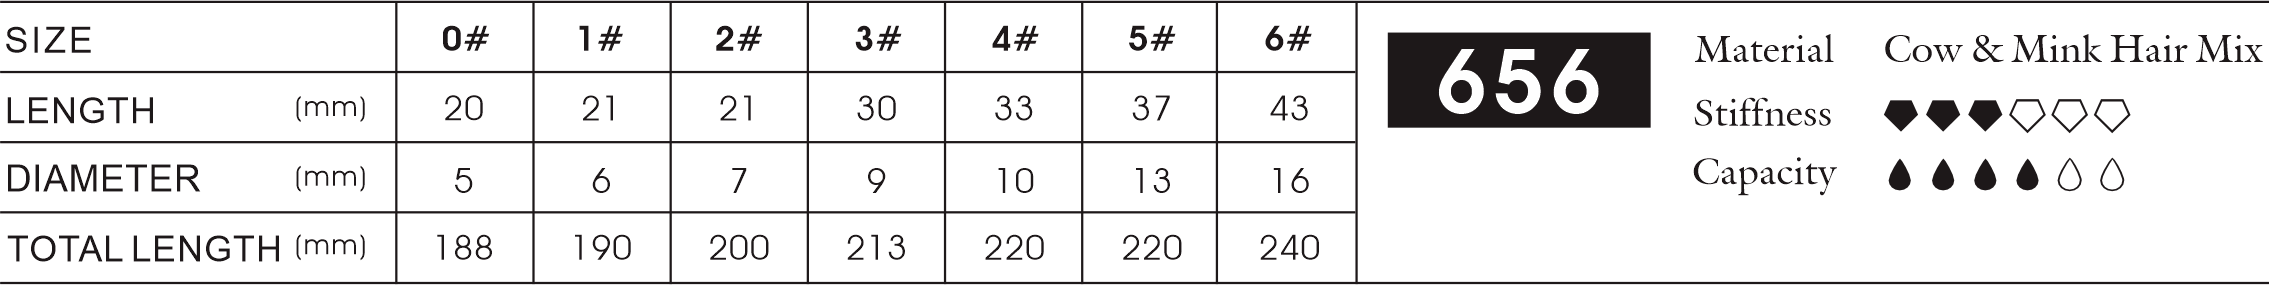 SIZE 0# 1# 2# 3# 4# 5# 6#
LENGTH (mm) 20 21 21 30 33 37 43
DIAMETER (mm) 5 6 7 9 10 13 16
TOTAL LENGTH (mm) 188 190 200 213 220 220 240
656
Material Cow & Mink Hair Mix
Stiffness
Capacity